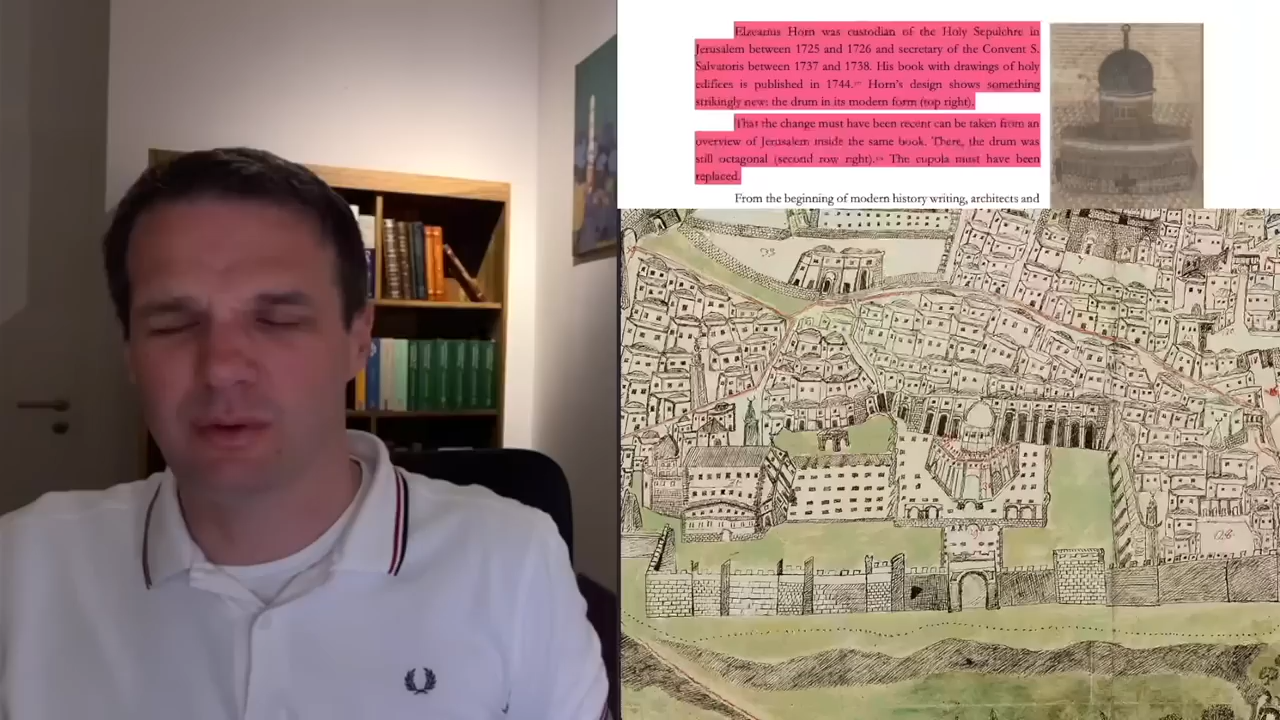 Elzearius Horn was custodian of the Holy Sepulchre in
Jerusalem between 1725 and 1726 and secretary of the Convent S.
Salvatoris between 1737 and 1738. His book with drawings of holy
edifices is published in 1744. Horn's design shows something
strikingly new: the drum in its modern form (top right).
That the change must have been recent can be taken from an
overview of Jerusalem inside the same book. There, the drum was
still octagonal (second row right). The cupola must have been
replaced.
From the beginning of modern history writing, architects and